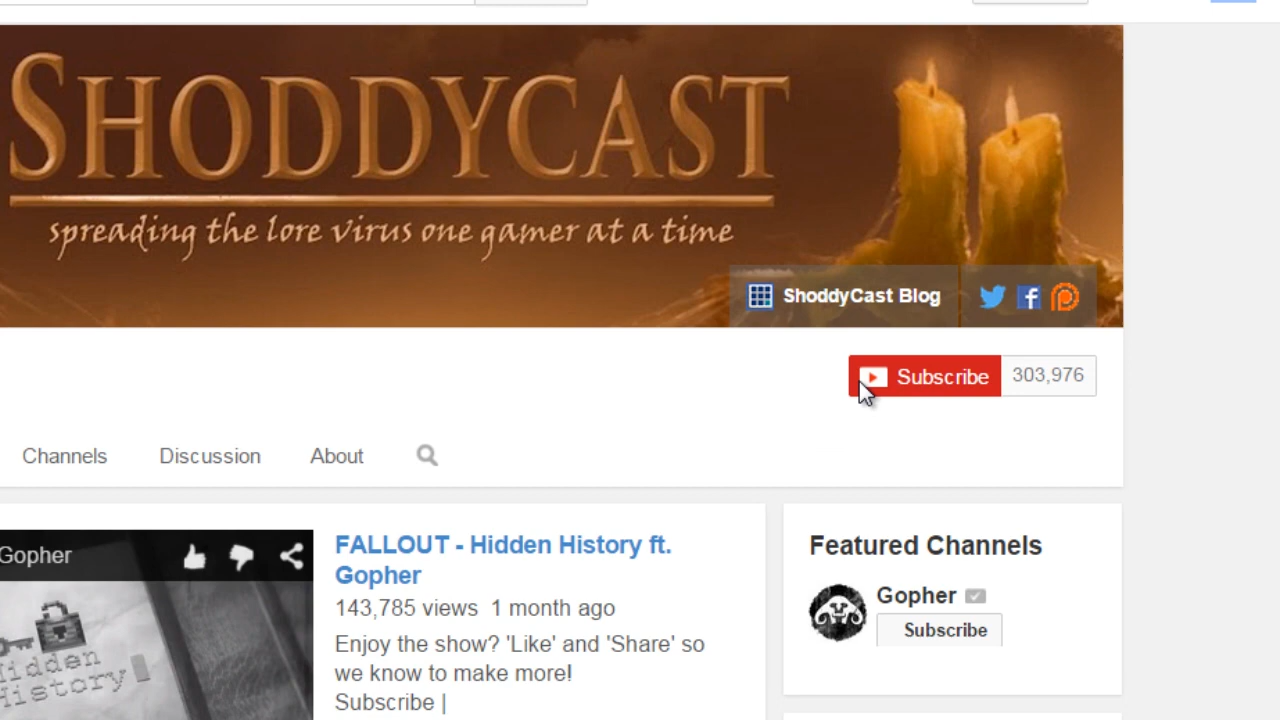 SHODDYCAST
spreading the lore virus one gamer at a time
ShoddyCast Blog
Subscribe 303,976
Channels Discussion About
Gopher
Hidden
History
FALLOUT - Hidden History ft.
Gopher
143,785 views 1 month ago
Enjoy the show? 'Like' and 'Share' so
we know to make more!
Subscribe |
Featured Channels
Gopher
Subscribe